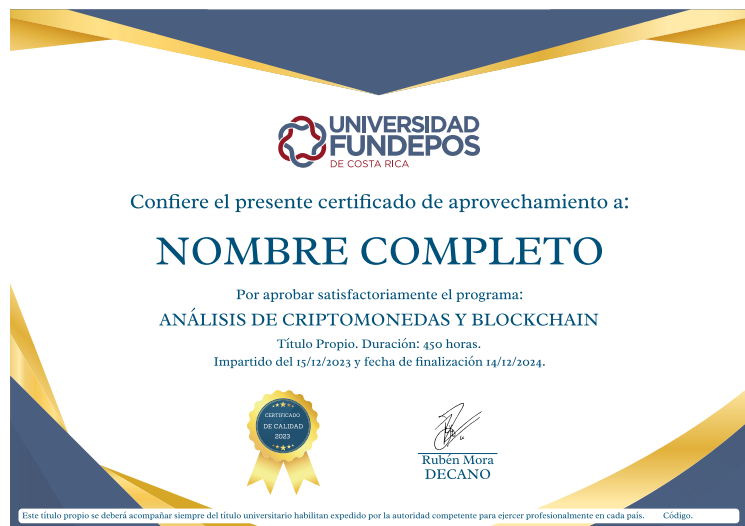 UNIVERSIDAD
FUNDEPOS
DE COSTA RICA
Confiere el presente certificado de aprovechamiento a:
NOMBRE COMPLETO
Por aprobar satisfactoriamente el programa:
ANÁLISIS DE CRIPTOMONEDAS Y BLOCKCHAIN
Título Propio. Duración: 450 horas.
Impartido del 15/12/2023 y fecha de finalización 14/12/2024.
CERTIFICADO
DE CALIDAD
2023
Rubén Mora
DECANO
Este título propio se deberá acompañar siempre del título universitario habilitan expedido por la autoridad competente para ejercer profesionalmente en cada país. Código.